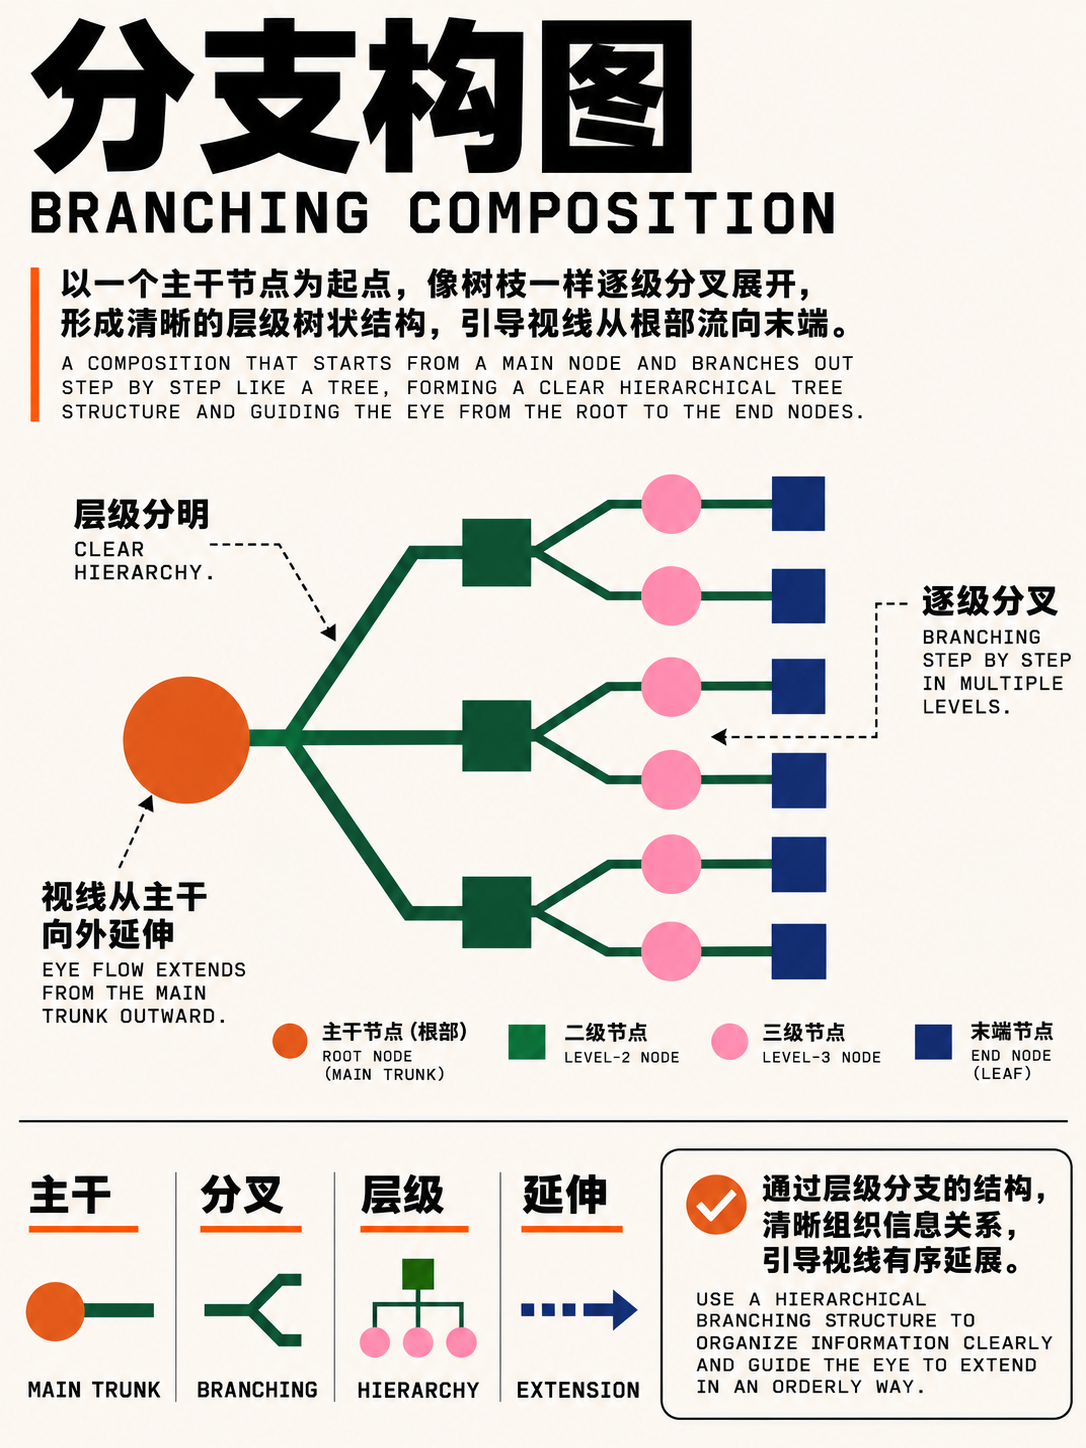 分支构图
BRANCHING COMPOSITION
以一个主干节点为起点，像树枝一样逐级分叉展开，
形成清晰的层级树状结构，引导视线从根部流向末端。
A COMPOSITION THAT STARTS FROM A MAIN NODE AND BRANCHES OUT
STEP BY STEP LIKE A TREE, FORMING A CLEAR HIERARCHICAL TREE
STRUCTURE AND GUIDING THE EYE FROM THE ROOT TO THE END NODES.
层级分明
CLEAR
HIERARCHY.
逐级分叉
BRANCHING
STEP BY STEP
IN MULTIPLE
LEVELS.
视线从主干
向外延伸
EYE FLOW EXTENDS
FROM THE MAIN
TRUNK OUTWARD.
主干节点（根部）
ROOT NODE
(MAIN TRUNK)
二级节点
LEVEL-2 NODE
三级节点
LEVEL-3 NODE
末端节点
END NODE
(LEAF)
主干
MAIN TRUNK
分叉
BRANCHING
层级
HIERARCHY
延伸
EXTENSION
通过层级分支的结构，
清晰组织信息关系，
引导视线有序延展。
USE A HIERARCHICAL
BRANCHING STRUCTURE TO
ORGANIZE INFORMATION CLEARLY
AND GUIDE THE EYE TO EXTEND
IN AN ORDERLY WAY.